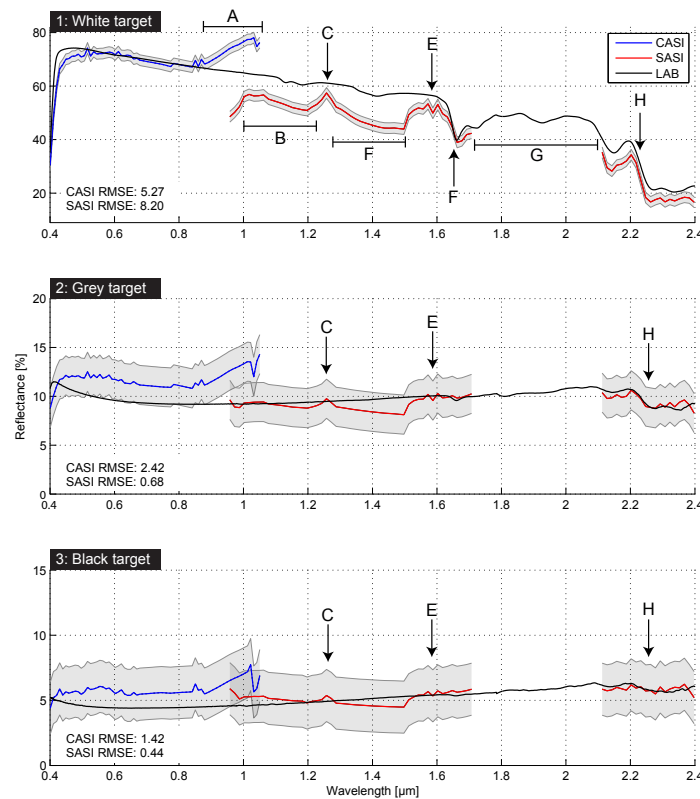 1: White target
A
C
E
H
CASI
SASI
LAB
80
60
40
20
B
F
F
G
CASI RMSE: 5.27
SASI RMSE: 8.20
0.4 0.6 0.8 1 1.2 1.4 1.6 1.8 2 2.2 2.4
2: Grey target
20
15
10
5
0
C
E
H
Reflectance [%]
CASI RMSE: 2.42
SASI RMSE: 0.68
0.4 0.6 0.8 1 1.2 1.4 1.6 1.8 2 2.2 2.4
3: Black target
15
10
5
0
C
E
H
CASI RMSE: 1.42
SASI RMSE: 0.44
0.4 0.6 0.8 1 1.2 1.4 1.6 1.8 2 2.2 2.4
Wavelength [µm]